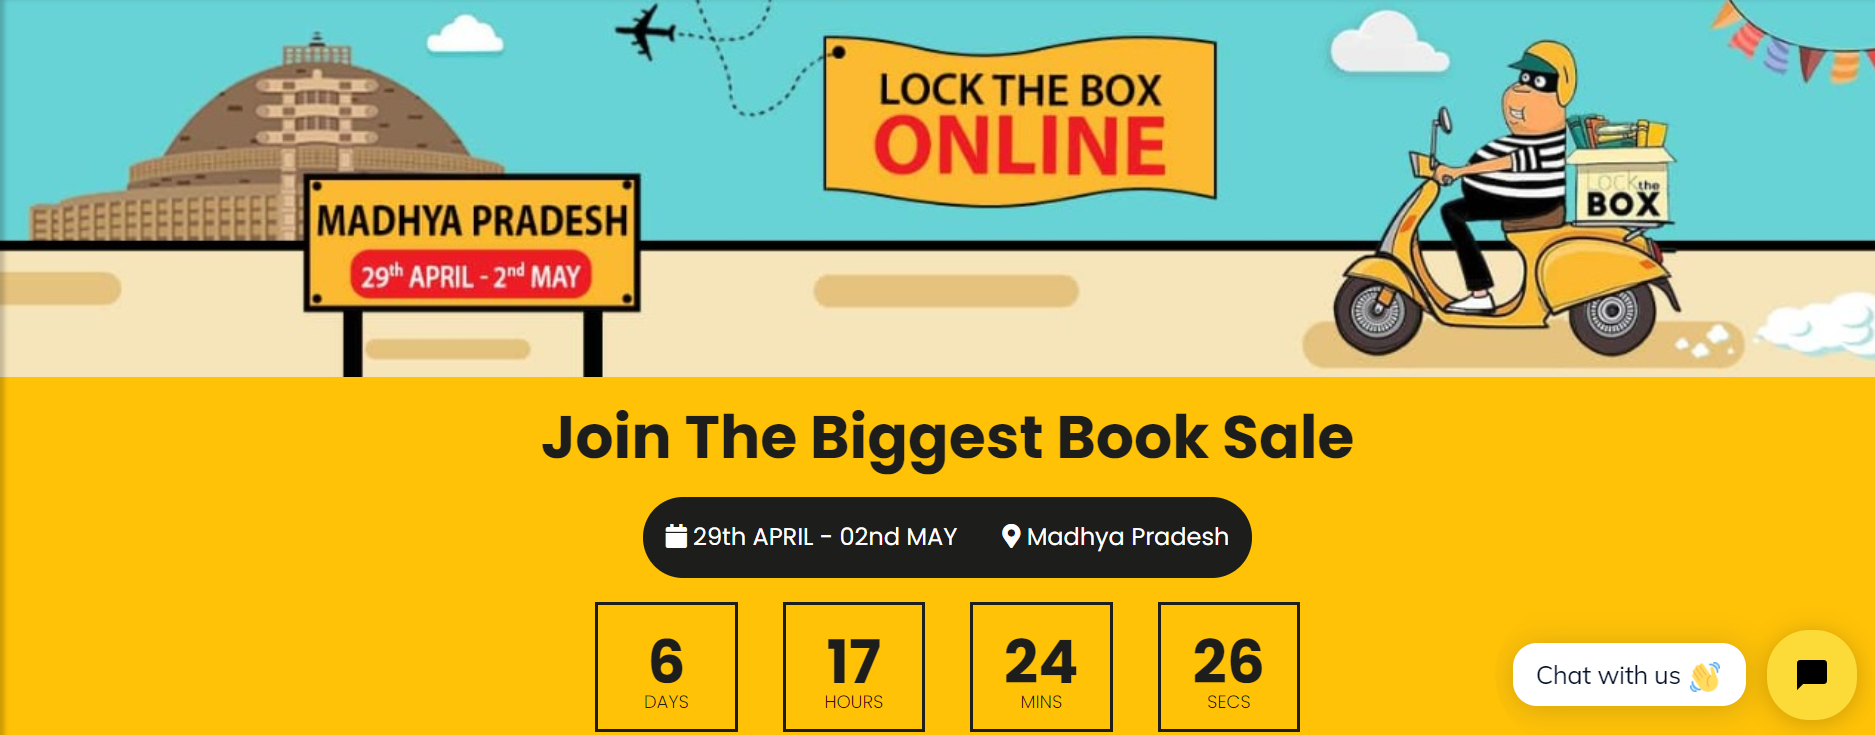 LOCK THE BOX
ONLINE
Lock the
BOX
MADHYA PRADESH
29th APRIL - 2nd MAY
Join The Biggest Book Sale
29th APRIL - 02nd MAY Madhya Pradesh
6 17 24 26
DAYS HOURS MINS SECS
Chat with us 👋